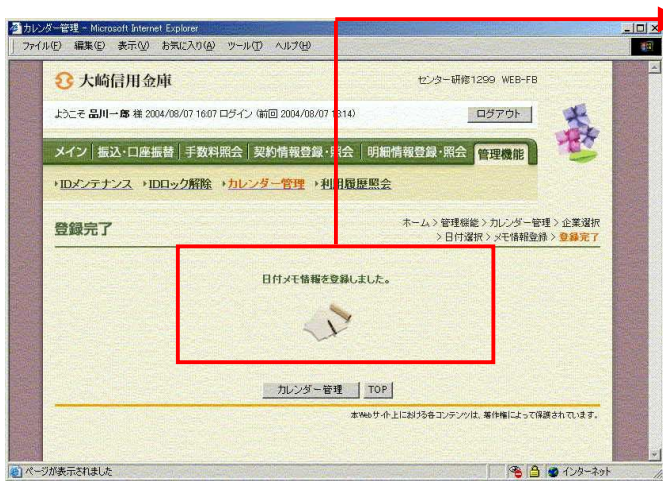 カレンダー管理 - Microsoft Internet Explorer
ファイル(F) 編集(E) 表示(V) お気に入り(A) ツール(T) ヘルプ(H)
大崎信用金庫
センター研修1299 WEB-FB
ようこそ 品川一郎 様 2004/08/07 16:07 ログイン (前回 2004/08/07 13:14)
ログアウト
メイン 振込・口座振替 手数料照会 契約情報登録・照会 明細情報登録・照会 管理機能
IDメンテナンス IDロック解除 カレンダー管理 利用履歴照会
登録完了
ホーム > 管理機能 > カレンダー管理 > 企業選択
> 日付選択 > メモ情報登録 > 登録完了
日付メモ情報を登録しました。
カレンダー管理 TOP
本Webサイト上における各コンテンツは、著作権によって保護されています。
ページが表示されました
インターネット